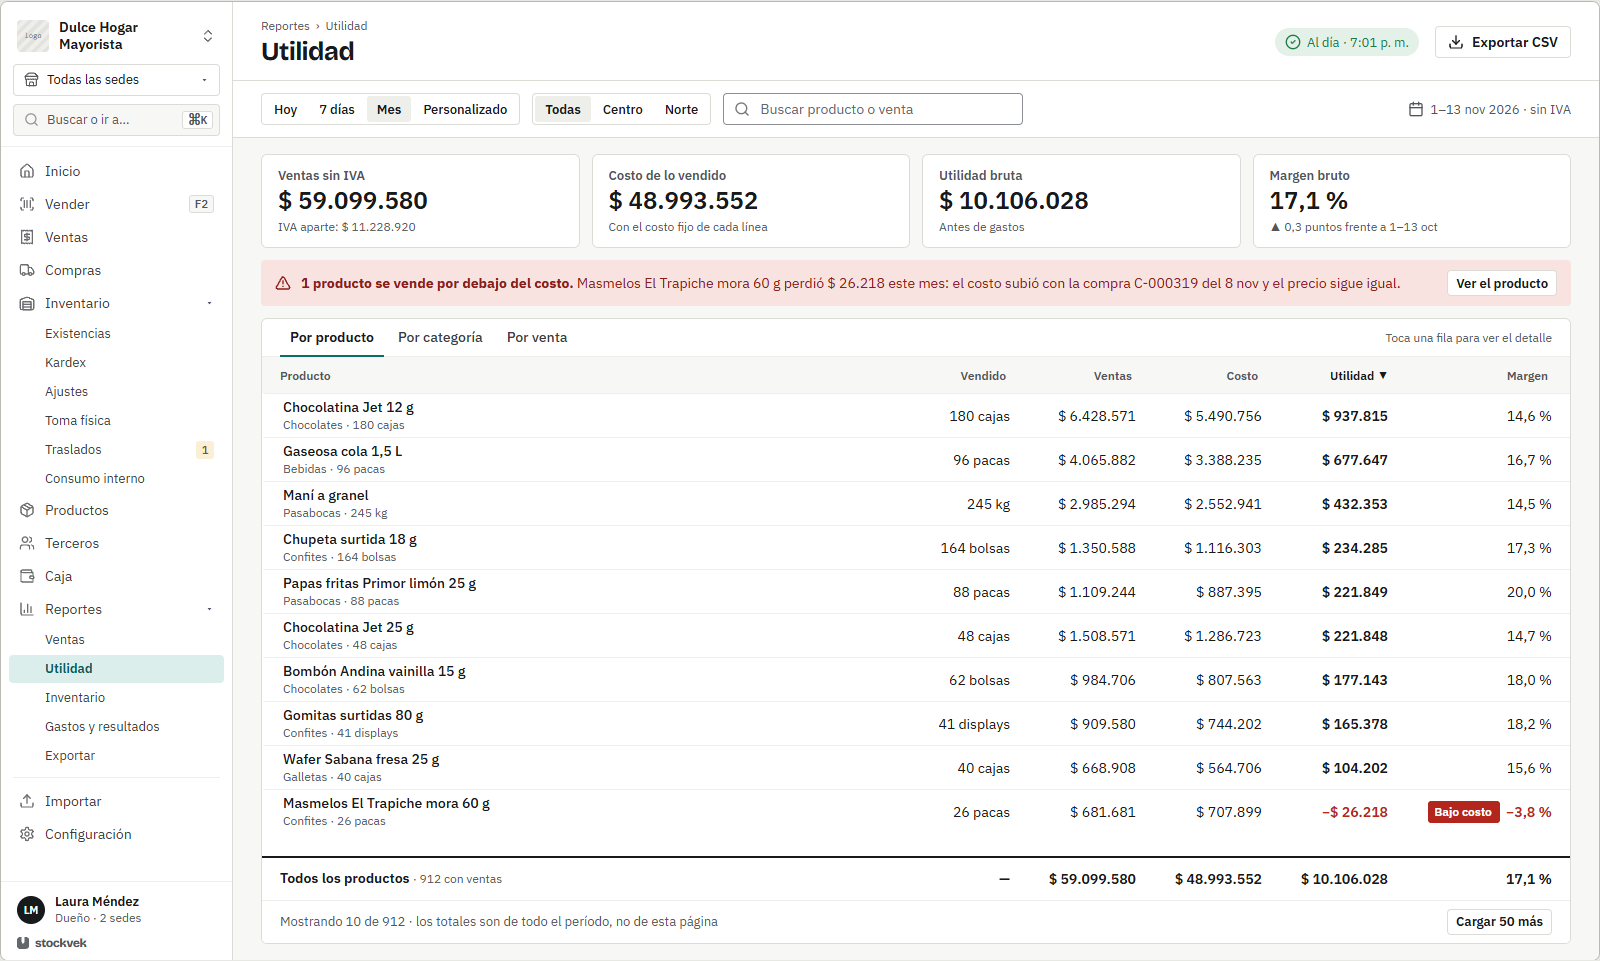 logo
Dulce Hogar
Mayorista
Todas las sedes
Buscar o ir a...
⌘K
Inicio
Vender
F2
Ventas
Compras
Inventario
Existencias
Kardex
Ajustes
Toma física
Traslados
1
Consumo interno
Productos
Terceros
Caja
Reportes
Ventas
Utilidad
Inventario
Gastos y resultados
Exportar
Importar
Configuración
LM
Laura Méndez
Dueño · 2 sedes
stockvek
Reportes › Utilidad
Utilidad
Al día · 7:01 p. m.
Exportar CSV
Hoy 7 días Mes Personalizado
Todas Centro Norte
Buscar producto o venta
1–13 nov 2026 · sin IVA
Ventas sin IVA
$ 59.099.580
IVA aparte: $ 11.228.920
Costo de lo vendido
$ 48.993.552
Con el costo fijo de cada línea
Utilidad bruta
$ 10.106.028
Antes de gastos
Margen bruto
17,1 %
▲ 0,3 puntos frente a 1–13 oct
1 producto se vende por debajo del costo. Masmelos El Trapiche mora 60 g perdió $ 26.218 este mes: el costo subió con la compra C-000319 del 8 nov y el precio sigue igual.
Ver el producto
Por producto Por categoría Por venta
Toca una fila para ver el detalle
Producto Vendido Ventas Costo Utilidad ▼ Margen
Chocolatina Jet 12 g
Chocolates · 180 cajas
180 cajas $ 6.428.571 $ 5.490.756 $ 937.815 14,6 %
Gaseosa cola 1,5 L
Bebidas · 96 pacas
96 pacas $ 4.065.882 $ 3.388.235 $ 677.647 16,7 %
Maní a granel
Pasabocas · 245 kg
245 kg $ 2.985.294 $ 2.552.941 $ 432.353 14,5 %
Chupeta surtida 18 g
Confites · 164 bolsas
164 bolsas $ 1.350.588 $ 1.116.303 $ 234.285 17,3 %
Papas fritas Primor limón 25 g
Pasabocas · 88 pacas
88 pacas $ 1.109.244 $ 887.395 $ 221.849 20,0 %
Chocolatina Jet 25 g
Chocolates · 48 cajas
48 cajas $ 1.508.571 $ 1.286.723 $ 221.848 14,7 %
Bombón Andina vainilla 15 g
Chocolates · 62 bolsas
62 bolsas $ 984.706 $ 807.563 $ 177.143 18,0 %
Gomitas surtidas 80 g
Confites · 41 displays
41 displays $ 909.580 $ 744.202 $ 165.378 18,2 %
Wafer Sabana fresa 25 g
Galletas · 40 cajas
40 cajas $ 668.908 $ 564.706 $ 104.202 15,6 %
Masmelos El Trapiche mora 60 g
Confites · 26 pacas
26 pacas $ 681.681 $ 707.899 −$ 26.218 Bajo costo −3,8 %
Todos los productos · 912 con ventas — $ 59.099.580 $ 48.993.552 $ 10.106.028 17,1 %
Mostrando 10 de 912 · los totales son de todo el período, no de esta página
Cargar 50 más